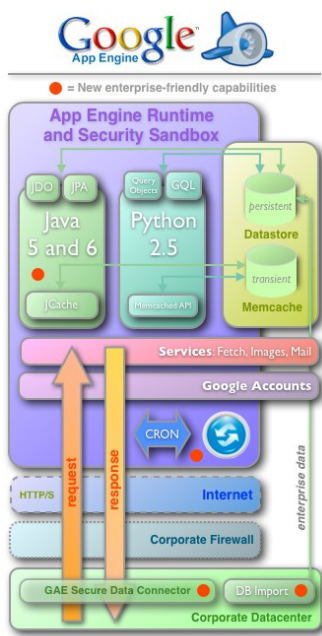 Google™
App Engine
= New enterprise-friendly capabilities
App Engine Runtime
and Security Sandbox
JDO
JPA
Query
Objects
GQL
Java
5 and 6
Python
2.5
persistent
Datastore
transient
Memcache
JCache
Memcached API
Services: Fetch, Images, Mail
Google Accounts
request
response
CRON
enterprise data
HTTP/S
Internet
Corporate Firewall
GAE Secure Data Connector
DB Import
Corporate Datacenter